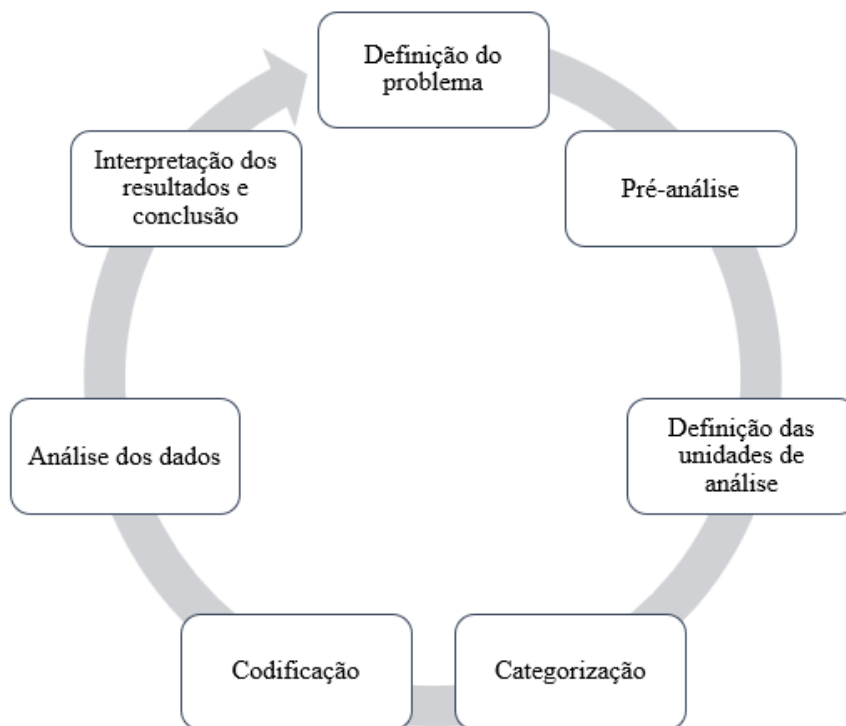 Definição do
problema
Pré-análise
Definição das
unidades de
análise
Categorização
Codificação
Análise dos dados
Interpretação dos
resultados e
conclusão